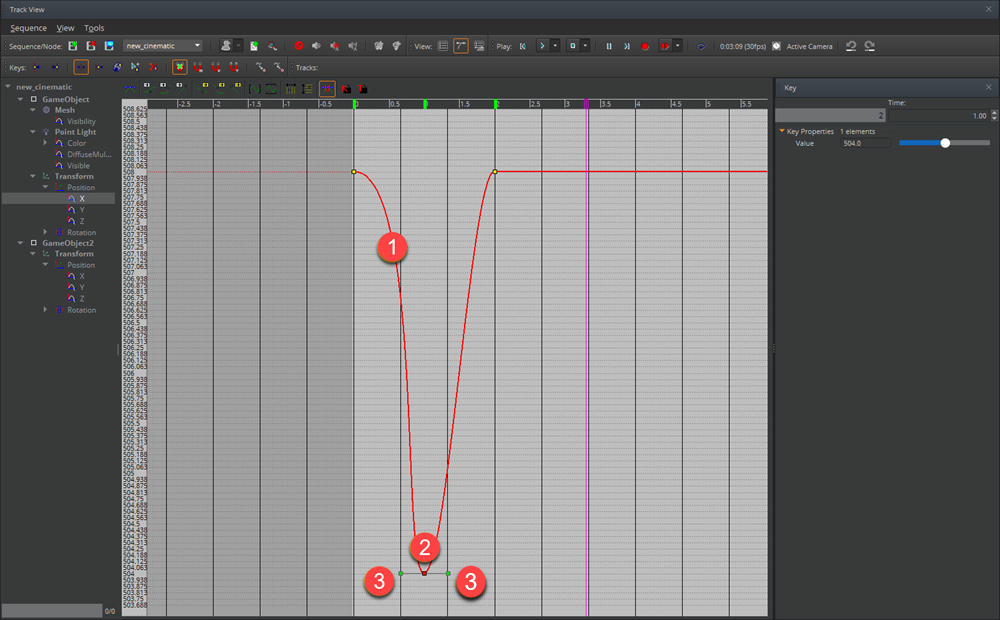 Track View
Sequence View Tools
Sequence/Node: new_cinematic View: Play: 0:03:09 (30fps) Active Camera
Keys: Tracks:
new_cinematic
GameObject
Mesh
Visibility
Point Light
Color
DiffuseMul...
Visible
Transform
Position
X
Y
Z
Rotation
GameObject2
Transform
Position
X
Y
Z
Rotation
0/0
-2.5 -2 -1.5 -1 -0.5 0 0.5 1.5 2 2.5 3 3.5 4 4.5 5 5.5
508.625
508.563
508.5
508.438
508.375
508.313
508.25
508.188
508.125
508.063
508
507.938
507.875
507.813
507.75
507.688
507.625
507.563
507.5
507.438
507.375
507.313
507.25
507.188
507.125
507.063
507
506.938
506.875
506.813
506.75
506.688
506.625
506.563
506.5
506.438
506.375
506.313
506.25
506.188
506.125
506.063
506
505.938
505.875
505.813
505.75
505.688
505.625
505.563
505.5
505.438
505.375
505.313
505.25
505.188
505.125
505.063
505
504.938
504.875
504.813
504.75
504.688
504.625
504.563
504.5
504.438
504.375
504.313
504.25
504.188
504.125
504.063
504
503.938
503.875
503.813
503.75
503.688
1
2
3 3
Key
Time:
2 1.00
Key Properties 1 elements
Value 504.0